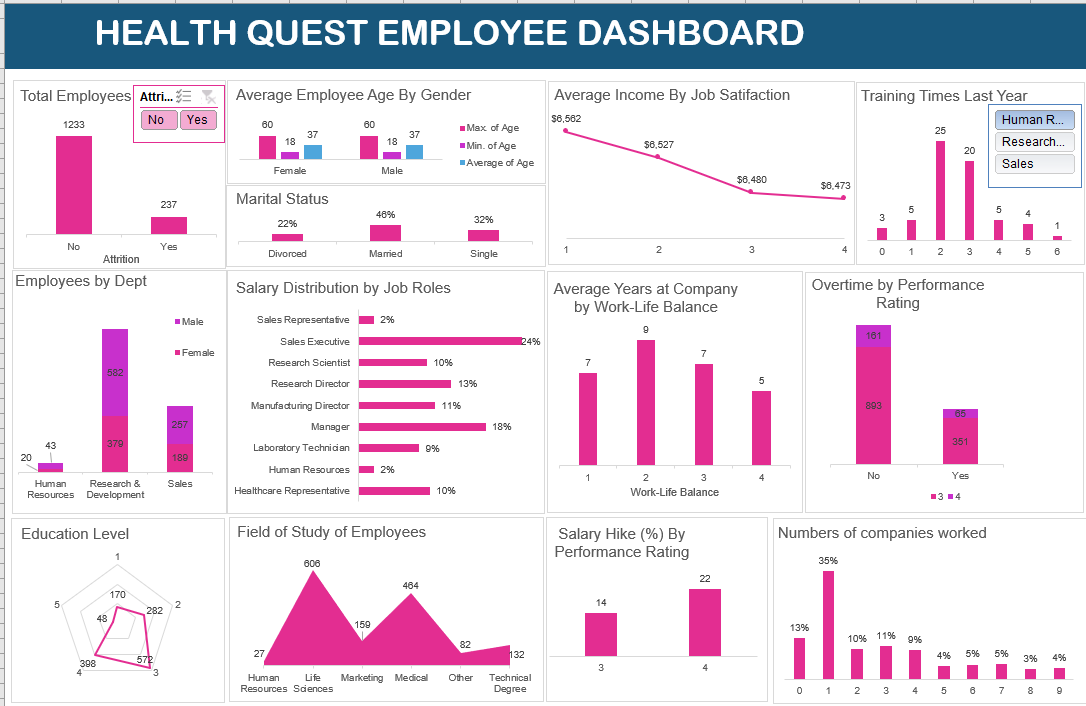 HEALTH QUEST EMPLOYEE DASHBOARD
Total Employees
Attri...
No
Yes
1233
237
No
Yes
Attrition
Average Employee Age By Gender
60
18
37
60
18
37
Female
Male
Max. of Age
Min. of Age
Average of Age
Marital Status
22%
46%
32%
Divorced
Married
Single
Average Income By Job Satifaction
$6,562
$6,527
$6,480
$6,473
1
2
3
4
Training Times Last Year
Human R...
Research...
Sales
3
5
25
20
5
4
1
0
1
2
3
4
5
6
Employees by Dept
Male
Female
20
43
582
379
257
189
Human
Resources
Research &
Development
Sales
Salary Distribution by Job Roles
Sales Representative
2%
Sales Executive
24%
Research Scientist
10%
Research Director
13%
Manufacturing Director
11%
Manager
18%
Laboratory Technician
9%
Human Resources
2%
Healthcare Representative
10%
Average Years at Company
by Work-Life Balance
7
9
7
5
1
2
3
4
Work-Life Balance
Overtime by Performance
Rating
161
893
65
351
No
Yes
3
4
Education Level
1
170
5
48
282
2
398
572
4
3
Field of Study of Employees
27
606
159
464
82
132
Human
Resources
Life
Sciences
Marketing
Medical
Other
Technical
Degree
Salary Hike (%) By
Performance Rating
14
22
3
4
Numbers of companies worked
13%
35%
10%
11%
9%
4%
5%
5%
3%
4%
0
1
2
3
4
5
6
7
8
9